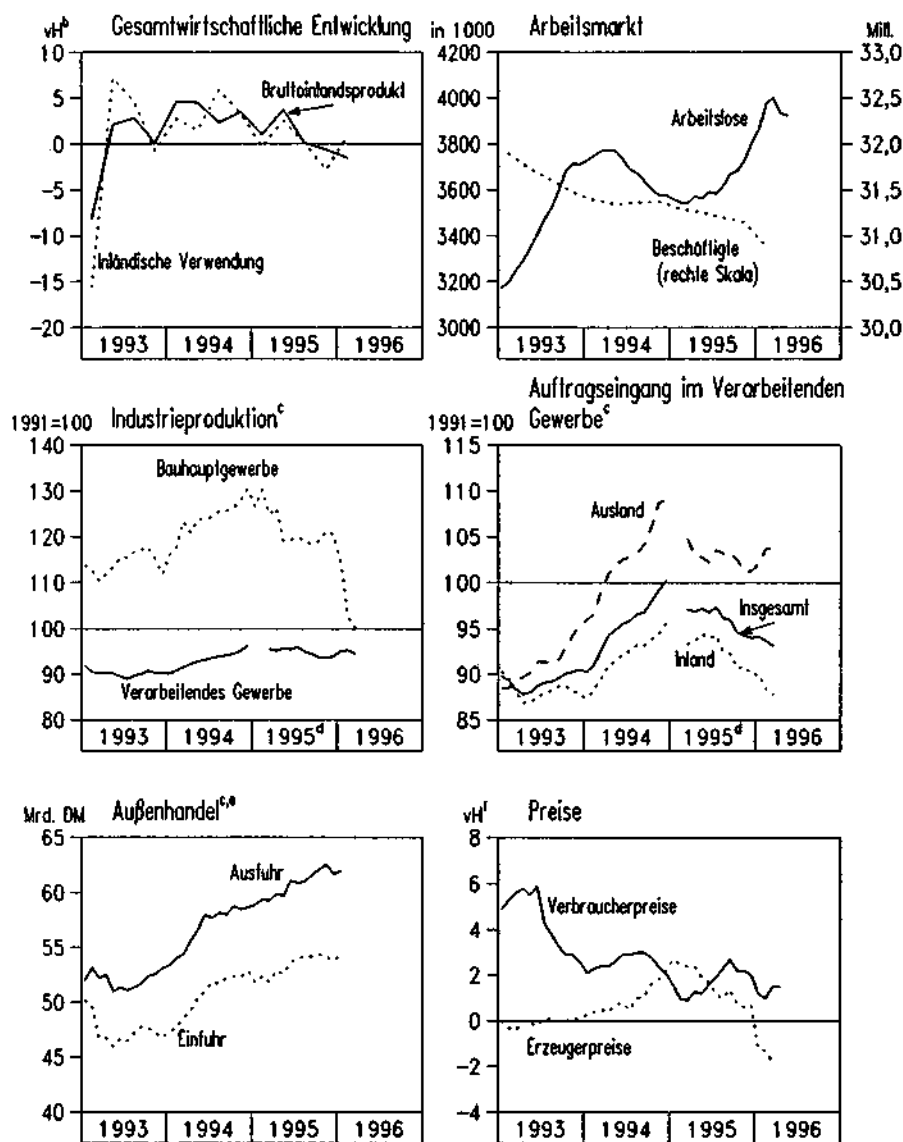 Gesamtwirtschaftliche Entwicklung
vH^b
10
5
0
-5
-10
-15
-20
Bruttoinlandsprodukt
Inländische Verwendung
1993 1994 1995 1996
Arbeitsmarkt
in 1000
Mill.
4200
4000
3800
3600
3400
3200
3000
33,0
32,5
32,0
31,5
31,0
30,5
30,0
Arbeitslose
Beschäftigte
(rechte Skala)
1993 1994 1995 1996
Industrieproduktion^c
1991=100
140
130
120
110
100
90
80
Bauhauptgewerbe
Verarbeitendes Gewerbe
1993 1994 1995^d 1996
Auftragseingang im Verarbeitenden
Gewerbe^c
1991=100
115
110
105
100
95
90
85
Ausland
Insgesamt
Inland
1993 1994 1995^d 1996
Außenhandel^c,e
Mrd. DM
65
60
55
50
45
40
Ausfuhr
Einfuhr
1993 1994 1995 1996
Preise
vH^f
8
6
4
2
0
-2
-4
Verbraucherpreise
Erzeugerpreise
1993 1994 1995 1996